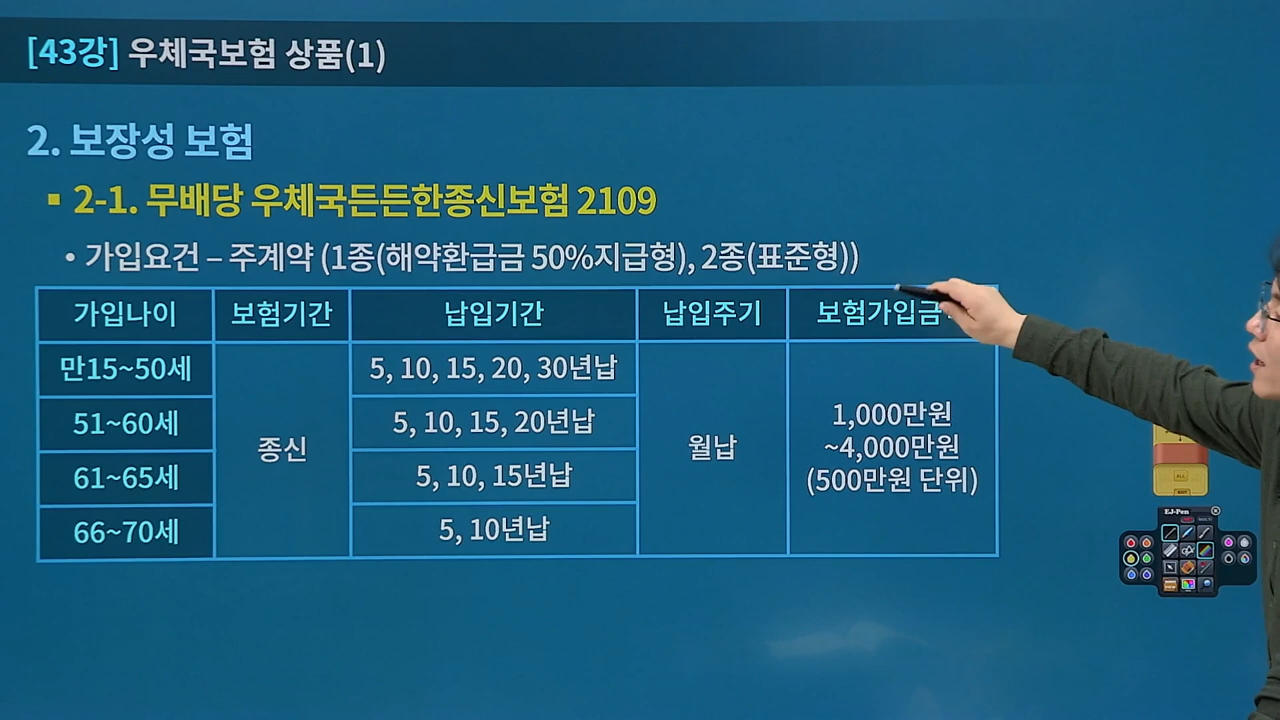 [43강] 우체국보험 상품(1)
2. 보장성 보험
▪ 2-1. 무배당 우체국든든한종신보험 2109
• 가입요건 – 주계약 (1종(해약환급금 50%지급형), 2종(표준형))
가입나이 보험기간 납입기간 납입주기 보험가입금
만15~50세 5, 10, 15, 20, 30년납
51~60세 5, 10, 15, 20년납
종신 월납
1,000만원
~4,000만원
(500만원 단위)
61~65세 5, 10, 15년납
66~70세 5, 10년납
ALL
EXIT
EJ-Pen